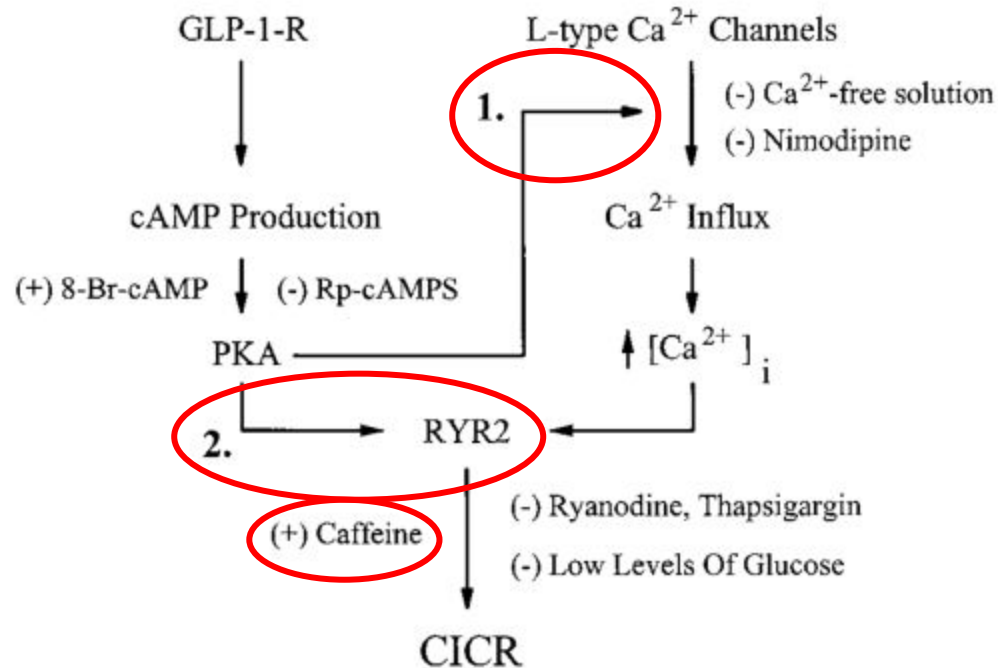 GLP-1-R
L-type Ca²⁺ Channels
1.
(-) Ca²⁺-free solution
(-) Nimodipine
cAMP Production
Ca²⁺ Influx
(+) 8-Br-cAMP
(-) Rp-cAMPS
PKA
[Ca²⁺]i
2.
RYR2
(+) Caffeine
(-) Ryanodine, Thapsigargin
(-) Low Levels Of Glucose
CICR